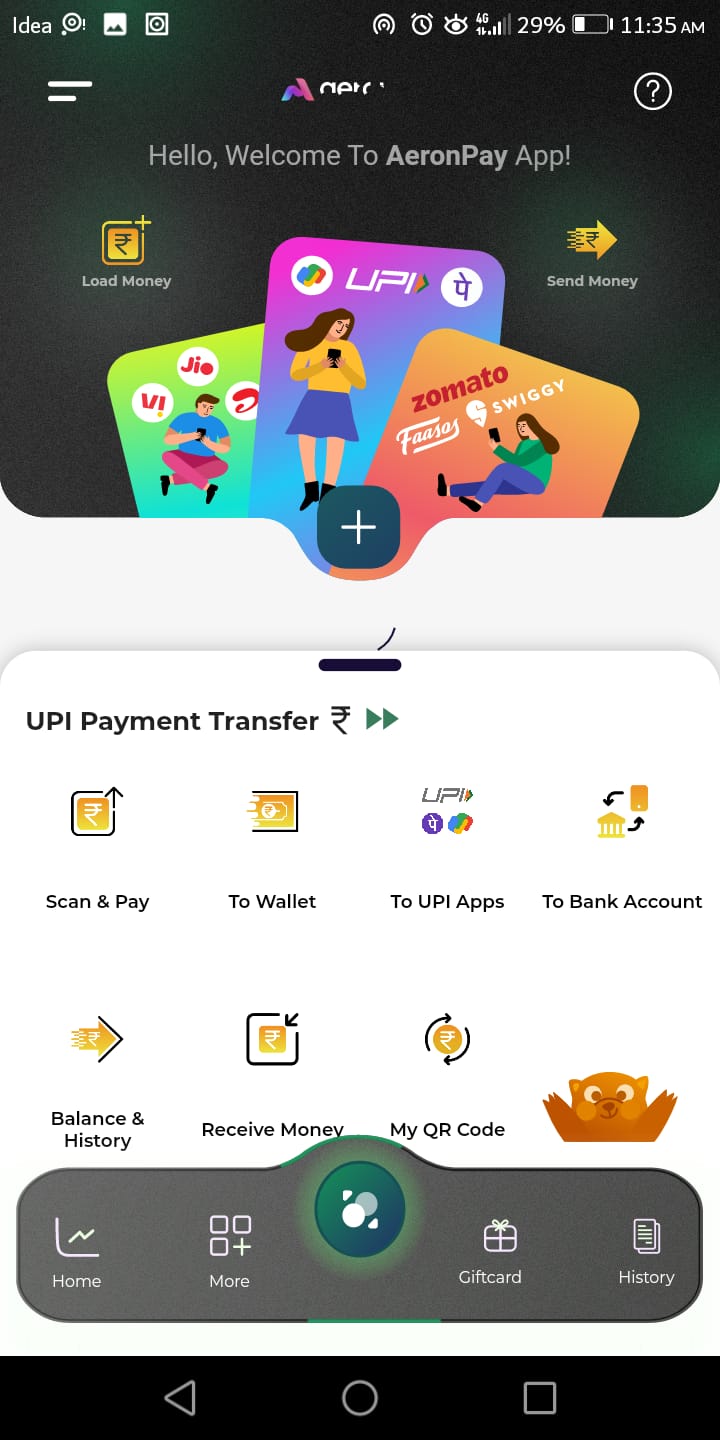 Idea
4G
29%
11:35 AM
Hello, Welcome To AeronPay App!
Load Money
Send Money
UPI
पे
Jio
VI!
zomato
SWIGGY
Faasos
UPI Payment Transfer ₹
UPI
पे
Scan & Pay
To Wallet
To UPI Apps
To Bank Account
Balance &
History
Receive Money
My QR Code
Home
More
Giftcard
History